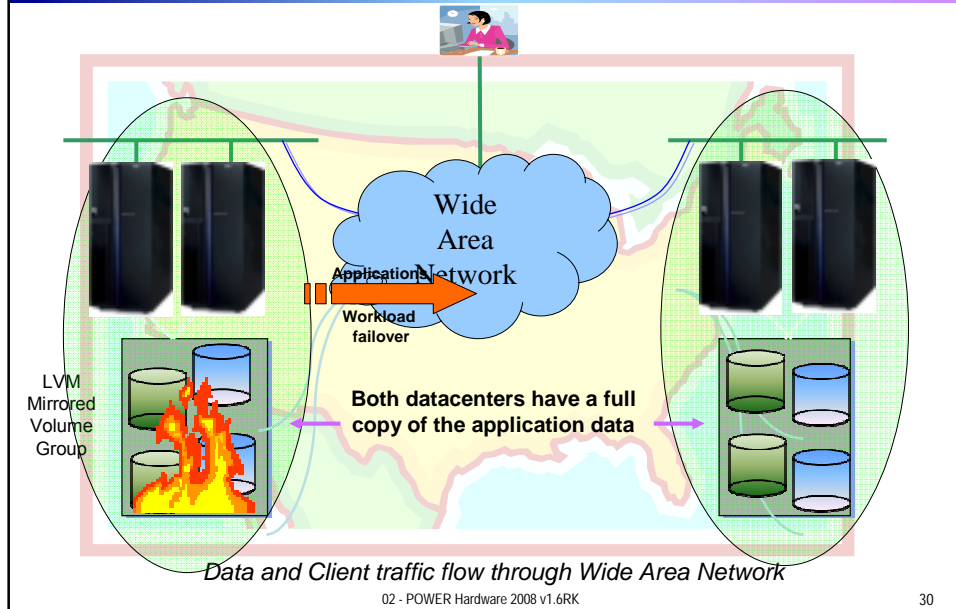 Wide
Area
Network
Applications
Workload
failover
LVM
Mirrored
Volume
Group
Both datacenters have a full
copy of the application data
Data and Client traffic flow through Wide Area Network
02 - POWER Hardware 2008 v1.6RK
30